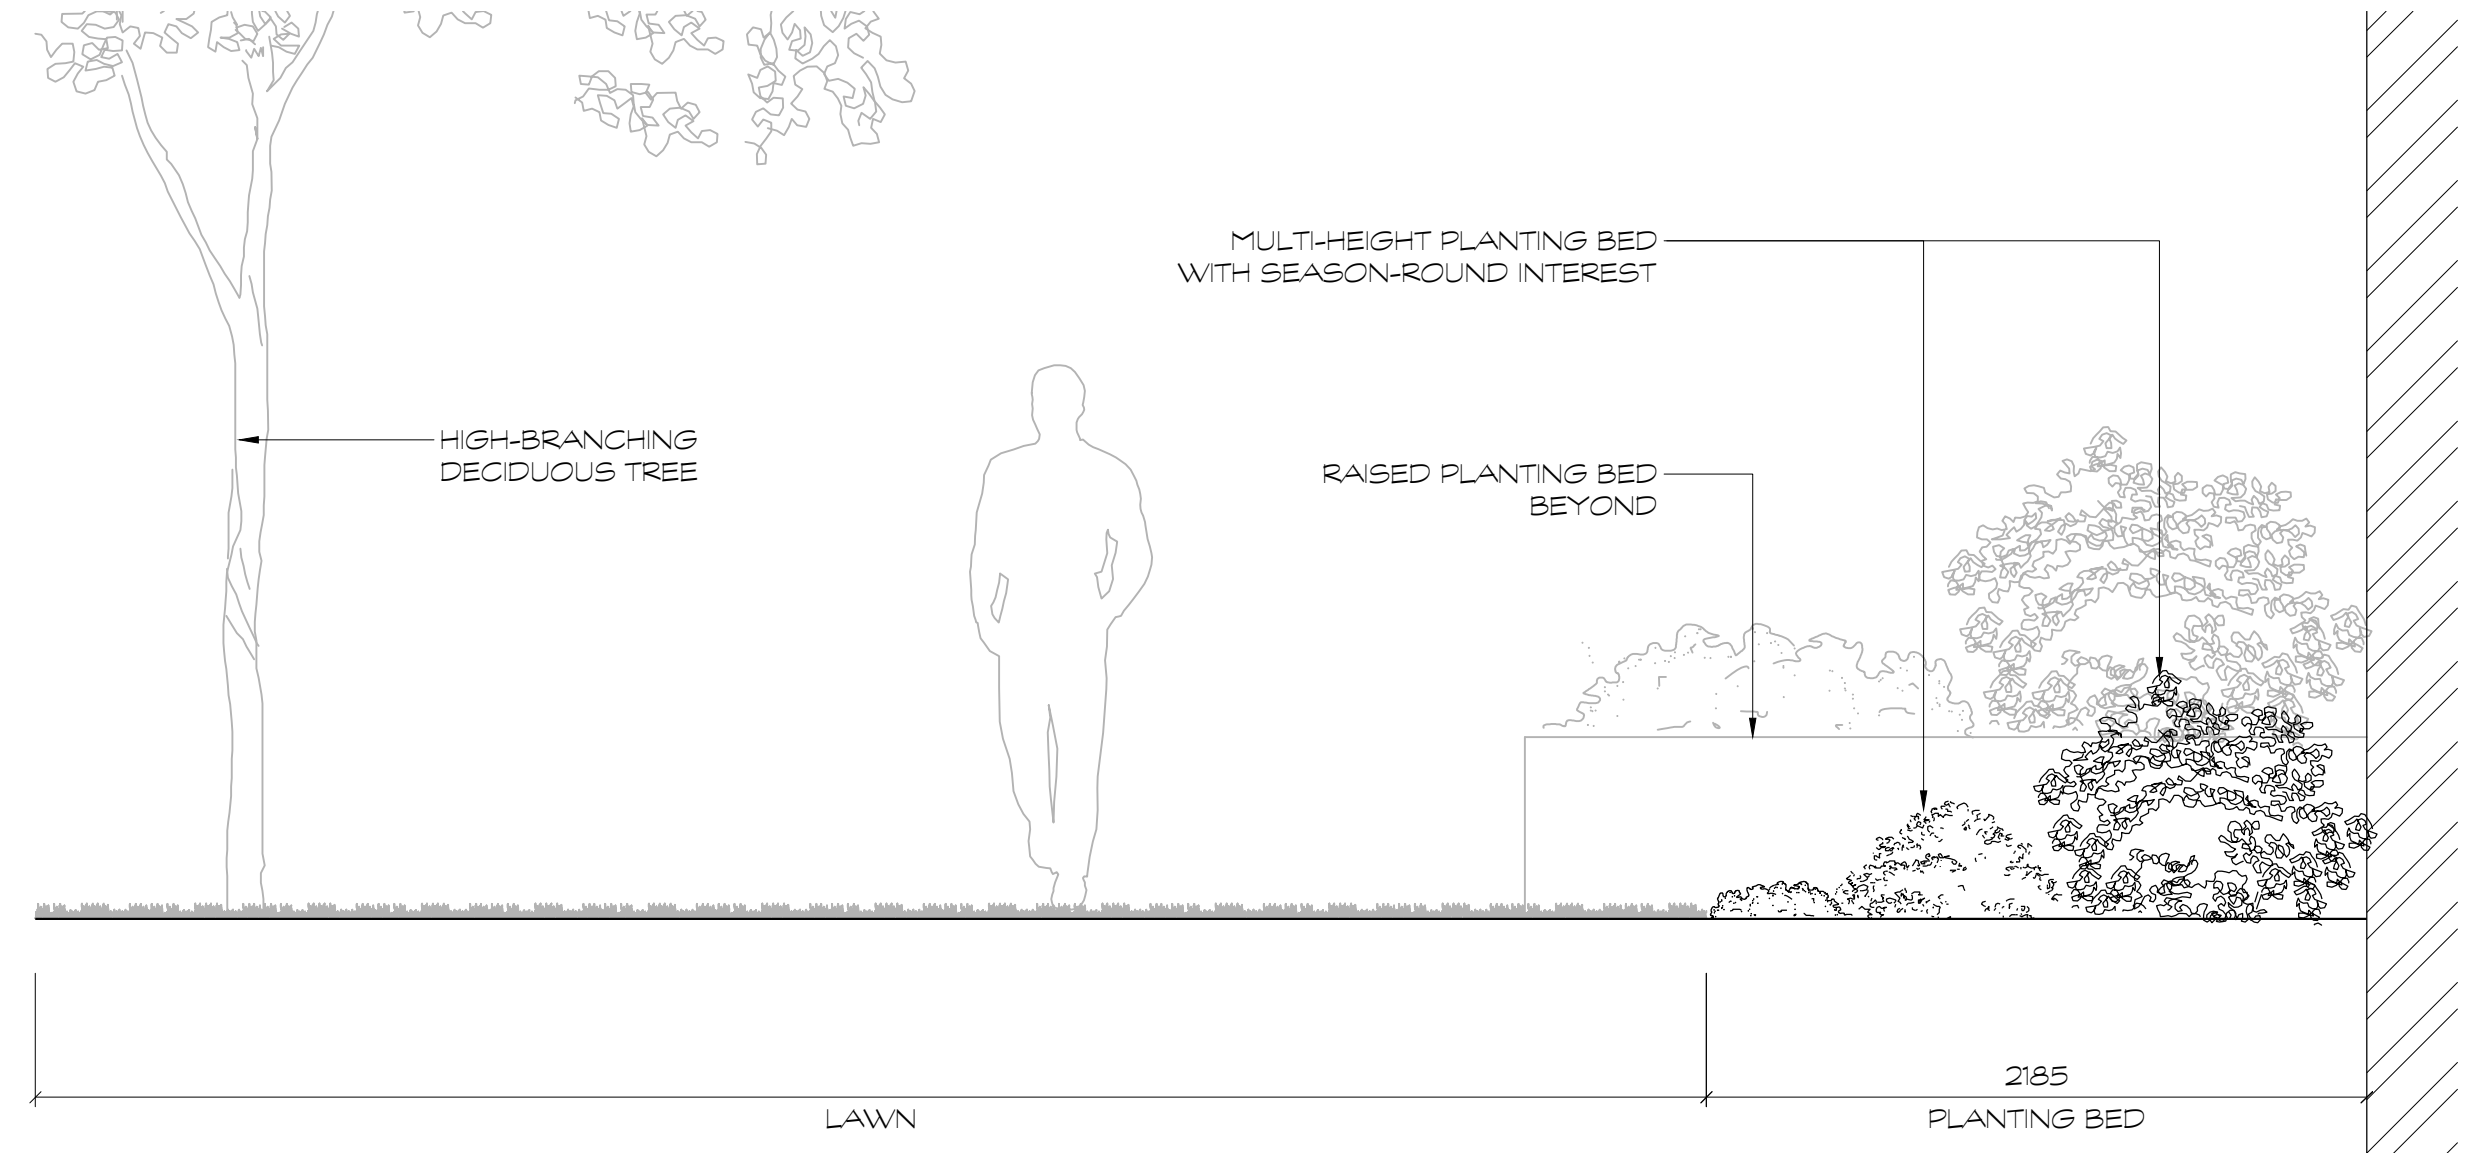 MULTI-HEIGHT PLANTING BED
WITH SEASON-ROUND INTEREST
HIGH-BRANCHING
DECIDUOUS TREE
RAISED PLANTING BED
BEYOND
2185
LAWN
PLANTING BED